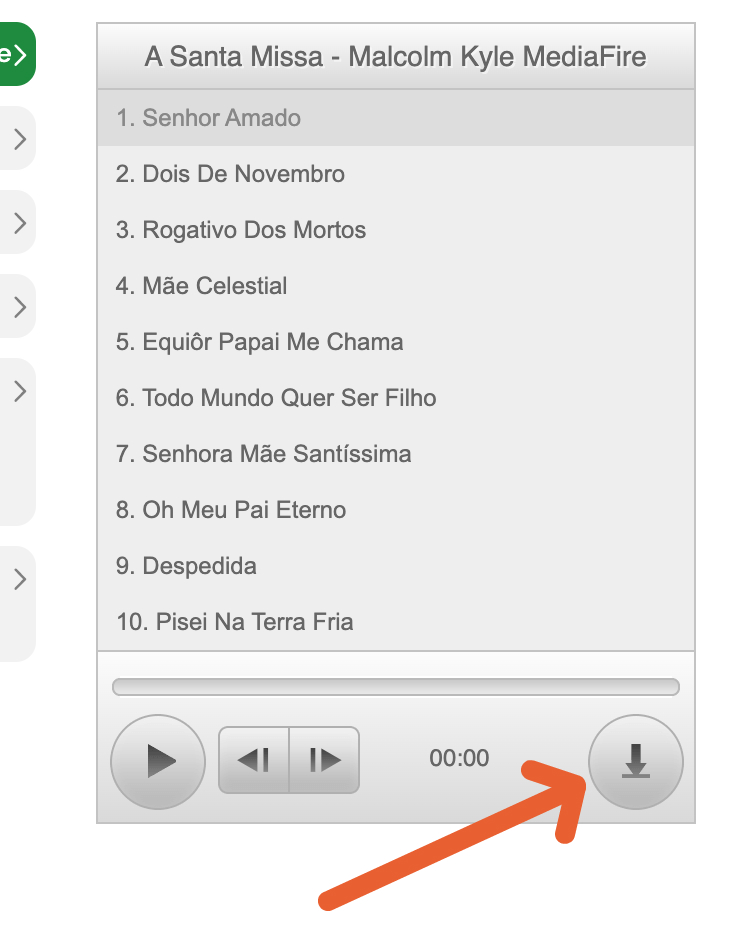 e
A Santa Missa - Malcolm Kyle MediaFire
1. Senhor Amado
2. Dois De Novembro
3. Rogativo Dos Mortos
4. Mãe Celestial
5. Equiôr Papai Me Chama
6. Todo Mundo Quer Ser Filho
7. Senhora Mãe Santíssima
8. Oh Meu Pai Eterno
9. Despedida
10. Pisei Na Terra Fria
00:00